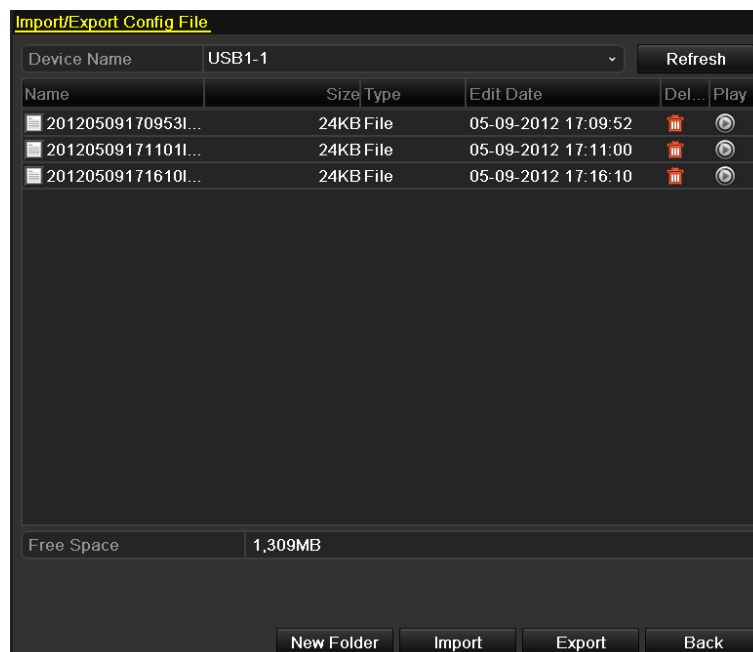 Import/Export Config File
Device Name USB1-1 Refresh
Name Size Type Edit Date Del... Play
20120509170953I... 24KB File 05-09-2012 17:09:52
20120509171101I... 24KB File 05-09-2012 17:11:00
20120509171610I... 24KB File 05-09-2012 17:16:10
Free Space 1,309MB
New Folder Import Export Back